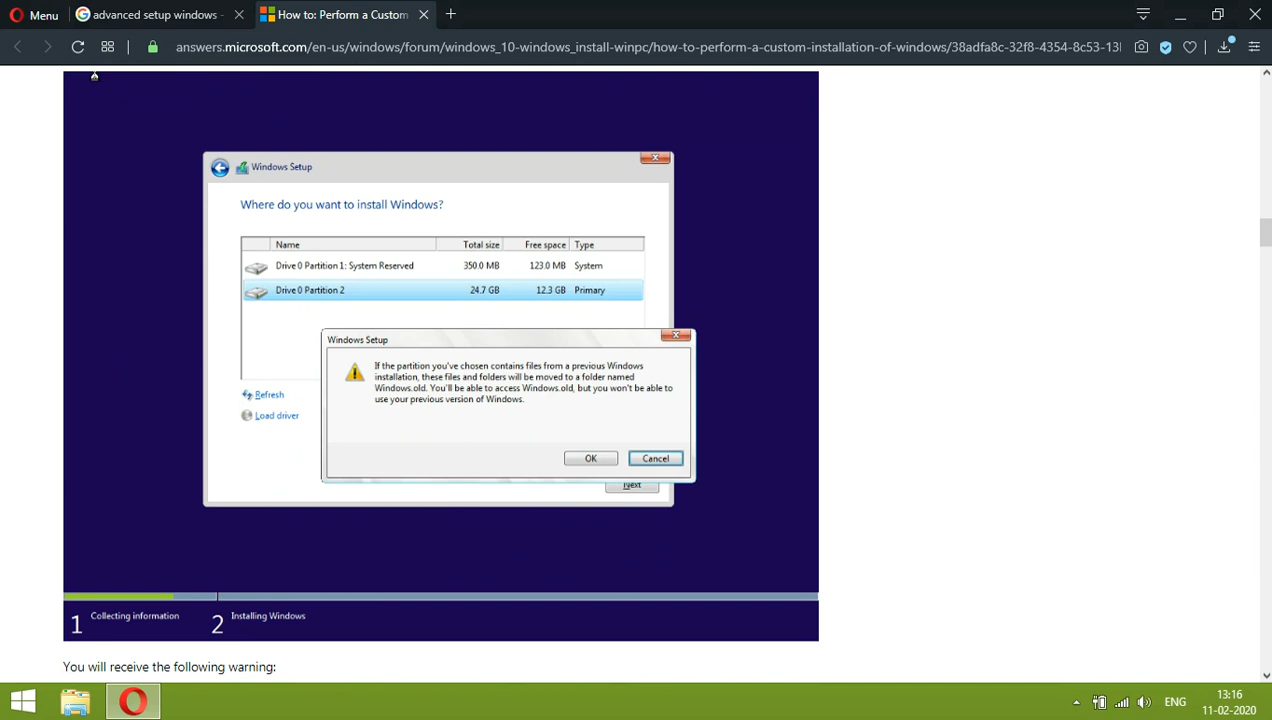 Menu
advanced setup windows -
How to: Perform a Custom
answers.microsoft.com/en-us/windows/forum/windows_10-windows_install-winpc/how-to-perform-a-custom-installation-of-windows/38adfa8c-32f8-4354-8c53-13
Windows Setup
Where do you want to install Windows?
Name Total size Free space Type
Drive 0 Partition 1: System Reserved 350.0 MB 123.0 MB System
Drive 0 Partition 2 24.7 GB 12.3 GB Primary
Windows Setup
If the partition you've chosen contains files from a previous Windows
installation, these files and folders will be moved to a folder named
Windows.old. You'll be able to access Windows.old, but you won't be able to
use your previous version of Windows.
Refresh
Load driver
OK Cancel
Next
1 Collecting information 2 Installing Windows
You will receive the following warning:
ENG
13:16
11-02-2020